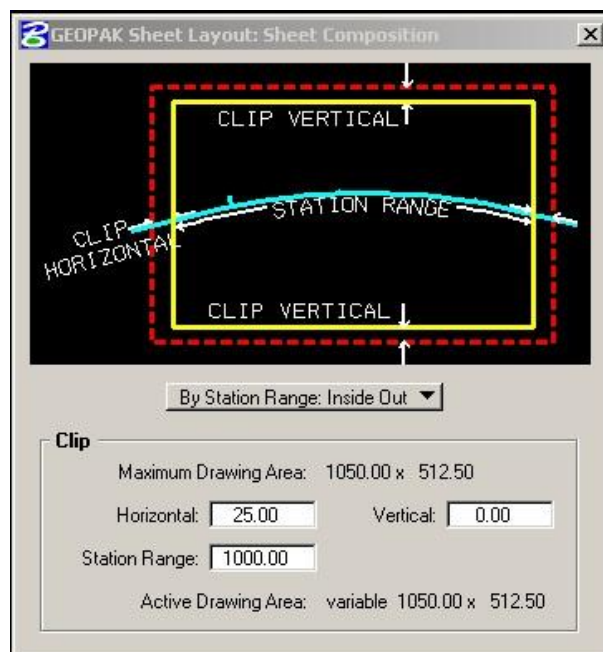 GEOPAK Sheet Layout: Sheet Composition
CLIP VERTICAL
STATION RANGE
CLIP
HORIZONTAL
CLIP VERTICAL
By Station Range: Inside Out
Clip
Maximum Drawing Area: 1050.00 x 512.50
Horizontal: 25.00 Vertical: 0.00
Station Range: 1000.00
Active Drawing Area: variable 1050.00 x 512.50